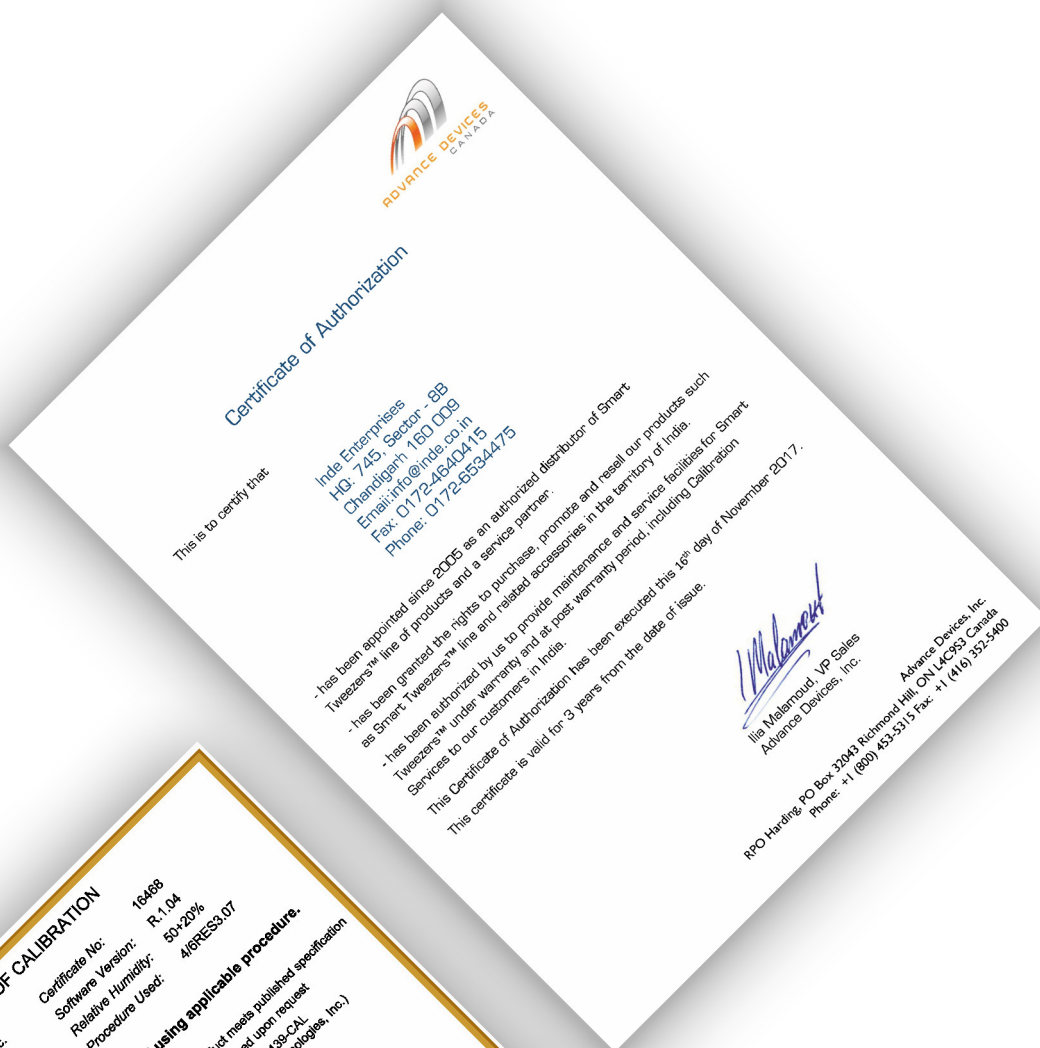 ADVANCE DEVICES
CANADA
Certificate of Authorization
This is to certify that
Inde Enterprises
HQ: 745, Sector - 8B
Chandigarh 160 009
Email:info@inde.co.in
Fax: 0172-4640415
Phone: 0172-6534475
- has been appointed since 2005 as an authorized distributor of Smart
Tweezers™ line of products and a service partner.
- has been granted the rights to purchase, promote and resell our products such
as Smart Tweezers™ line and related accessories in the territory of India.
- has been authorized by us to provide maintenance and service facilities for Smart
Tweezers™ under warranty and at post warranty period, including Calibration
Services to our customers in India.
This Certificate of Authorization has been executed this 16th day of November 2017.
This certificate is valid for 3 years from the date of issue.
I Malamoud
Ilia Malamoud, VP Sales
Advance Devices, Inc.
Advance Devices, Inc.
RPO Harding, PO Box 32043 Richmond Hill, ON L4C9S3 Canada
Phone: +1 (800) 453-5315 Fax: +1 (416) 352-5400
OF CALIBRATION
Certificate No: 16468
Software Version: R.1.04
Relative Humidity: 50+20%
Procedure Used: 4/6RES3.07
using applicable procedure.
meets published specification
upon request
39-CAL
ologies, Inc.)